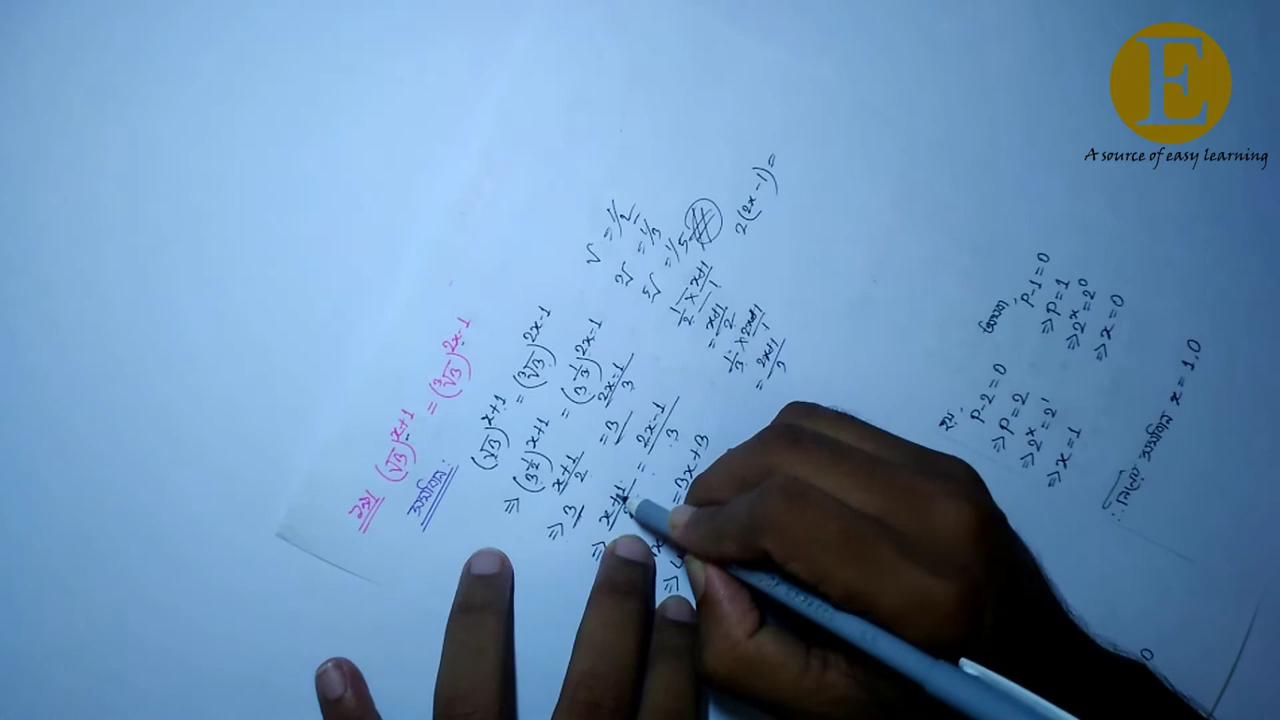 E
A source of easy learning
২৯। (√3)^{x+1} = (∛3)^{2x-1}
সমাধান:
(√3)^{x+1} = (∛3)^{2x-1}
⇒ (3^{1/2})^{x+1} = (3^{1/3})^{2x-1}
⇒ 3^{(x+1)/2} = 3^{(2x-1)/3}
⇒ (x+1)/2 = (2x-1)/3
⇒ 4x = 3x+3
√ = 1/2
∛ = 1/3
= 1/5
1/2 × (x+1)/1
= (x+1)/2
1/3 × (2x+1)/1
= (2x+1)/3
2(2x-1) =
হয়,
p-2=0
⇒ p=2
⇒ 2^x = 2^1
⇒ x=1
অথবা
p-1=0
⇒ p=1
⇒ 2^x = 2^0
⇒ x=0
∴ নির্ণেয় সমাধান x = 1,0